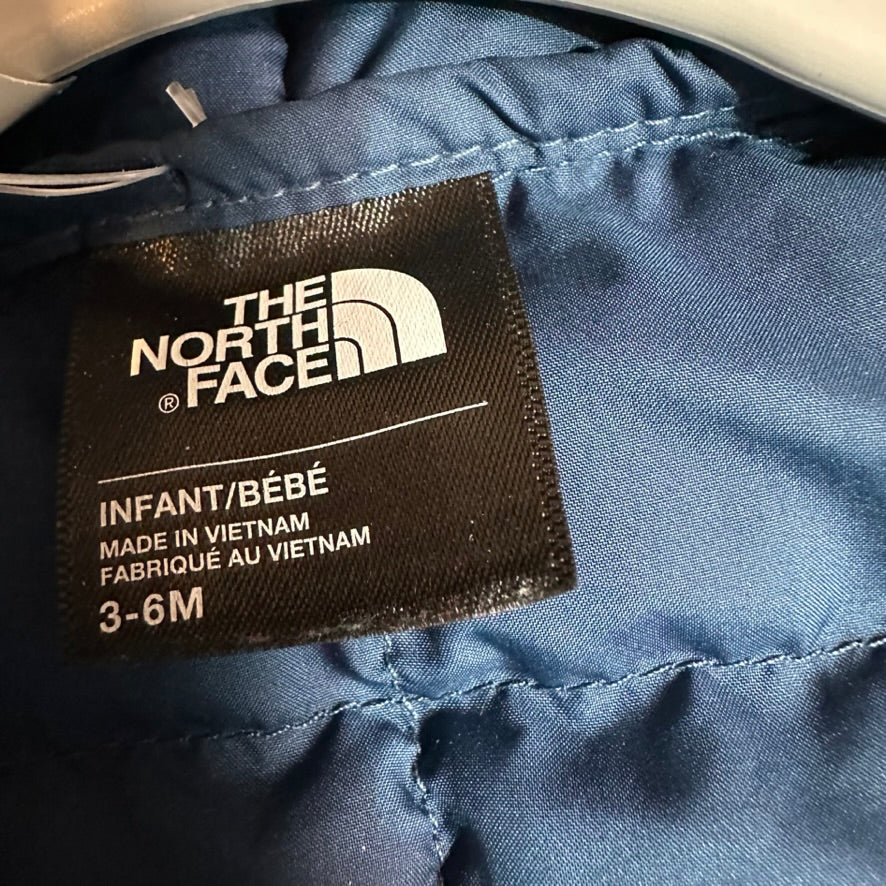 THE
NORTH
® FACE
INFANT/BÉBÉ
MADE IN VIETNAM
FABRIQUÉ AU VIETNAM
3-6M